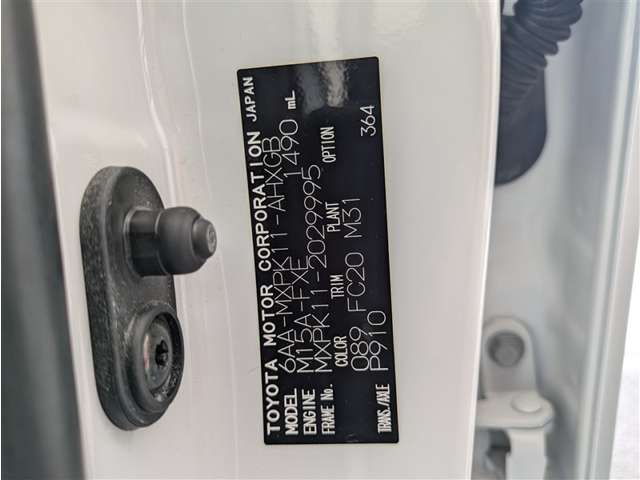 TOYOTA MOTOR CORPORATION JAPAN
MODEL 6AA-MXPK11-AHXGB
ENGINE M15A-FXE 1490 mL
FRAME No. MXPK11-2029995
COLOR TRIM PLANT OPTION
089 FC20 M31 364
TRANS./AXLE P910